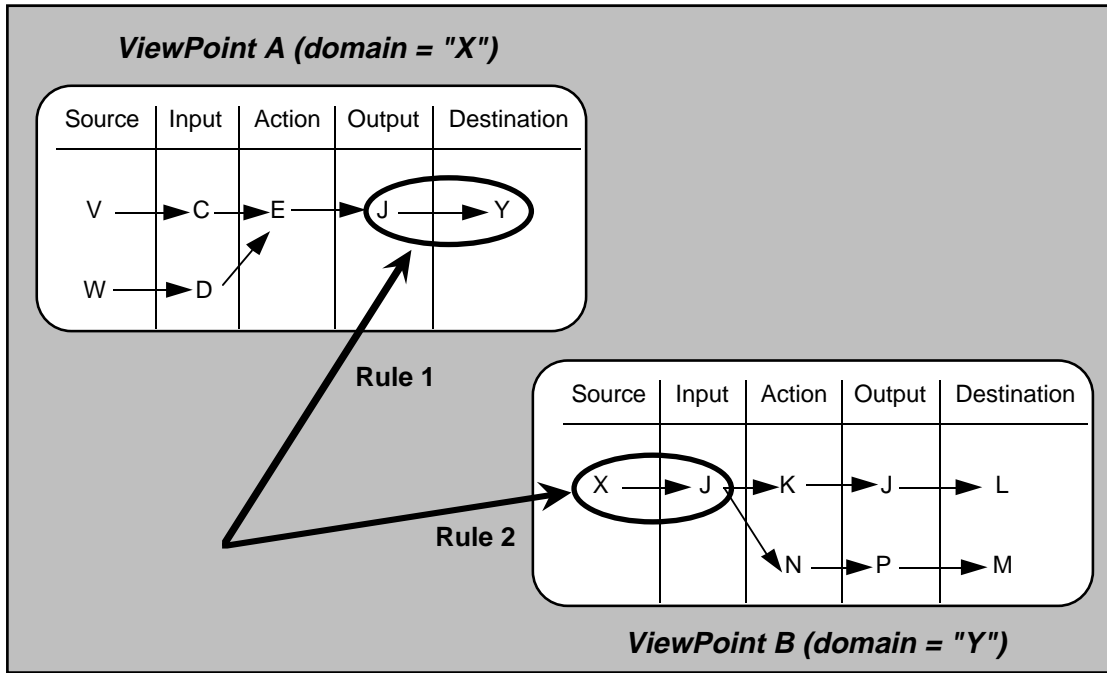 ViewPoint A (domain = "X")
Source Input Action Output Destination
V C E J Y
W D
Rule 1
Source Input Action Output Destination
X J K J L
Rule 2
N P M
ViewPoint B (domain = "Y")